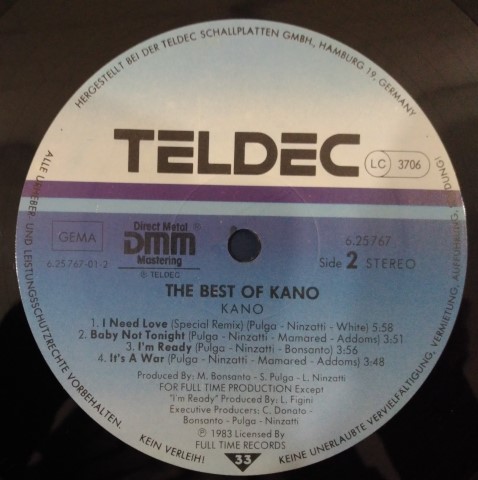 HERGESTELLT BEI DER TELDEC SCHALLPLATTEN GMBH., HAMBURG 19, GERMANY
TELDEC
LC 3706
GEMA
6.25767-01-2
Direct Metal
DMM
Mastering
© TELDEC
6.25767
Side 2 STEREO
THE BEST OF KANO
KANO
1. I Need Love (Special Remix) (Pulga - Ninzatti - White) 5:58
2. Baby Not Tonight (Pulga - Ninzatti - Mamared - Addoms) 3:51
3. I'm Ready (Pulga - Ninzatti - Bonsanto) 3:56
4. It's A War (Pulga - Ninzatti - Mamared - Addoms) 3:48
Produced By: M. Bonsanto - S. Pulga - L. Ninzatti
FOR FULL TIME PRODUCTION Except
"I'm Ready" Produced By: L. Figini
Executive Producers: C. Donato -
Bonsanto - Pulga - Ninzatti
℗ 1983 Licensed By
FULL TIME RECORDS
33
ALLE URHEBER- UND LEISTUNGSSCHUTZRECHTE VORBEHALTEN.
KEIN VERLEIH!
KEINE UNERLAUBTE VERVIELFÄLTIGUNG, VERMIETUNG, AUFFÜHRUNG, SENDUNG!